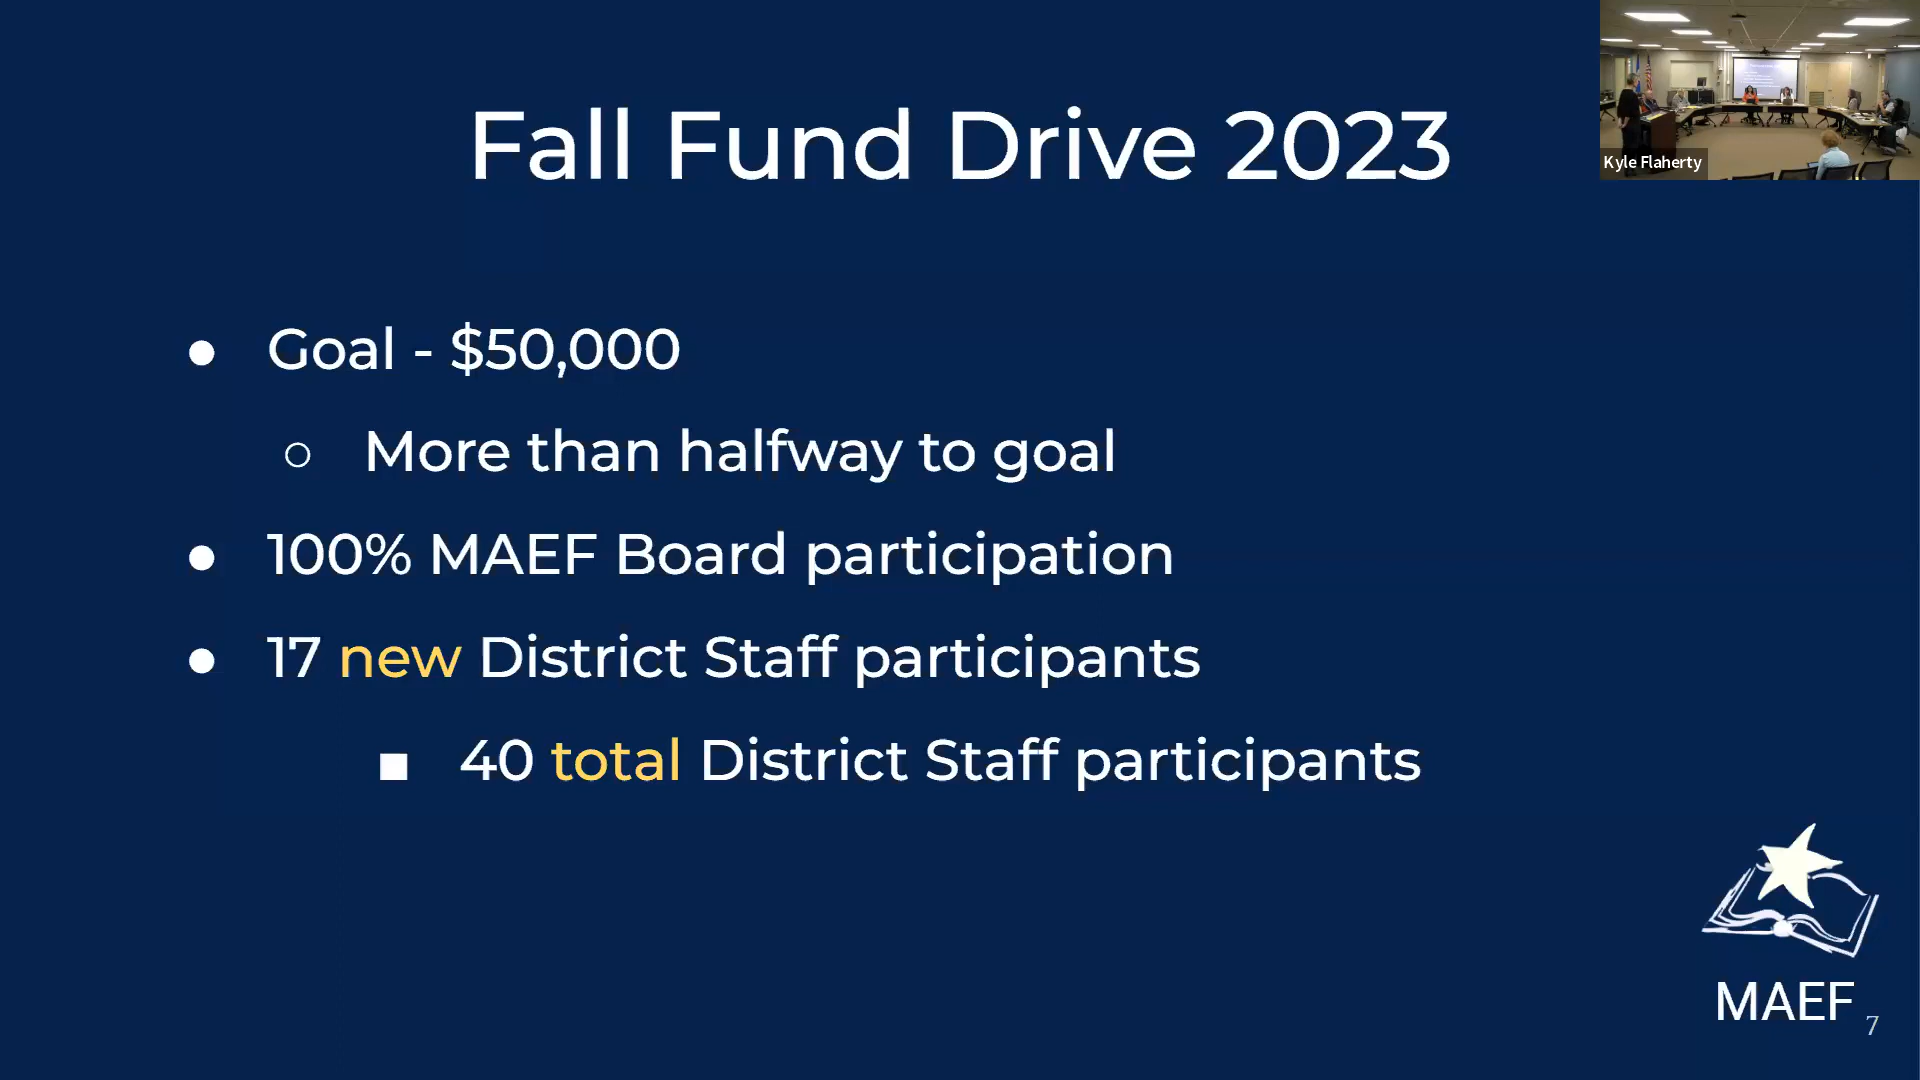 Fall Fund Drive 2023
Kyle Flaherty
● Goal - $50,000
○ More than halfway to goal
● 100% MAEF Board participation
● 17 new District Staff participants
■ 40 total District Staff participants
MAEF
7